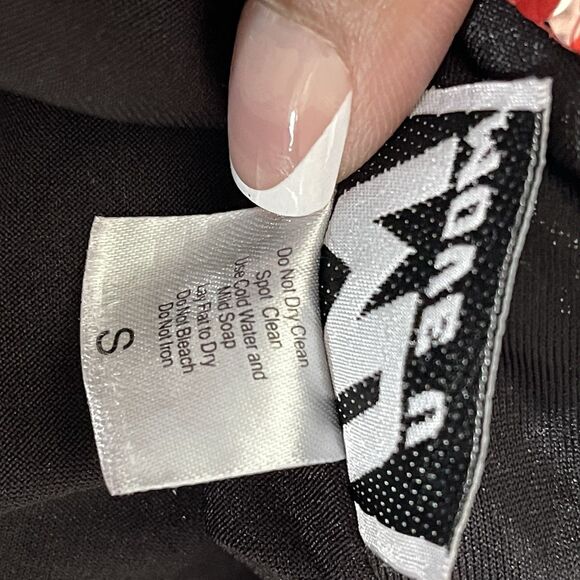 WOMEN
Do Not Dry Clean
Spot Clean
Use Cold Water and
Mild Soap
Lay Flat to Dry
Do Not Bleach
Do Not Iron
S